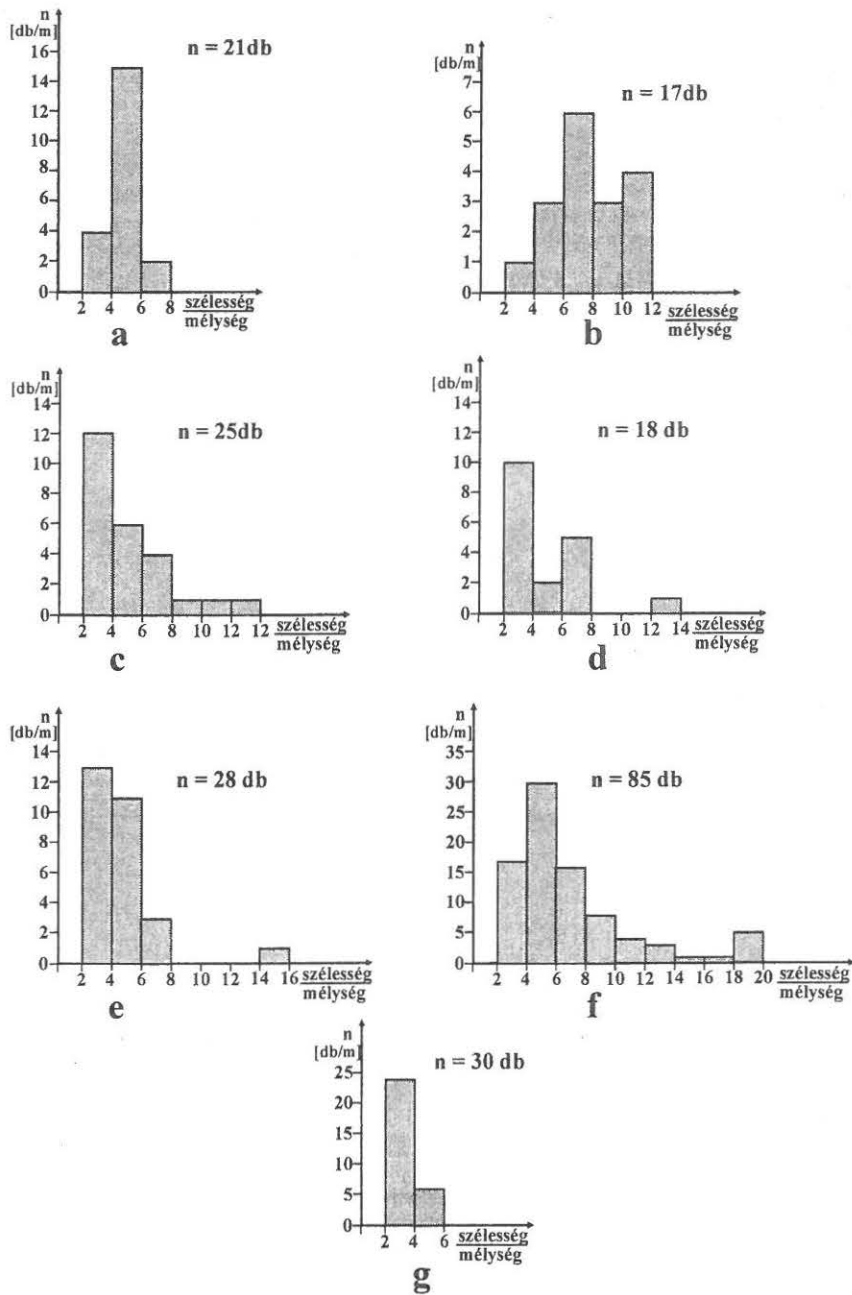 n
[db/m]
n = 21db
16
14
12
10
8
6
4
2
0
2 4 6 8 szélesség
mélység
a
n
[db/m]
n = 17db
7
6
5
4
3
2
1
0
2 4 6 8 10 12 szélesség
mélység
b
n
[db/m]
n = 25db
14
12
10
8
6
4
2
0
2 4 6 8 10 12 12 szélesség
mélység
c
n
[db/m]
n = 18 db
14
12
10
8
6
4
2
0
2 4 6 8 10 12 14 szélesség
mélység
d
n
[db/m]
n = 28 db
14
12
10
8
6
4
2
0
2 4 6 8 10 12 14 16 szélesség
mélység
e
n
[db/m]
n = 85 db
35
30
25
20
15
10
5
0
2 4 6 8 10 12 14 16 18 20 szélesség
mélység
f
n
[db/m]
n = 30 db
25
20
15
10
5
0
2 4 6 szélesség
mélység
g